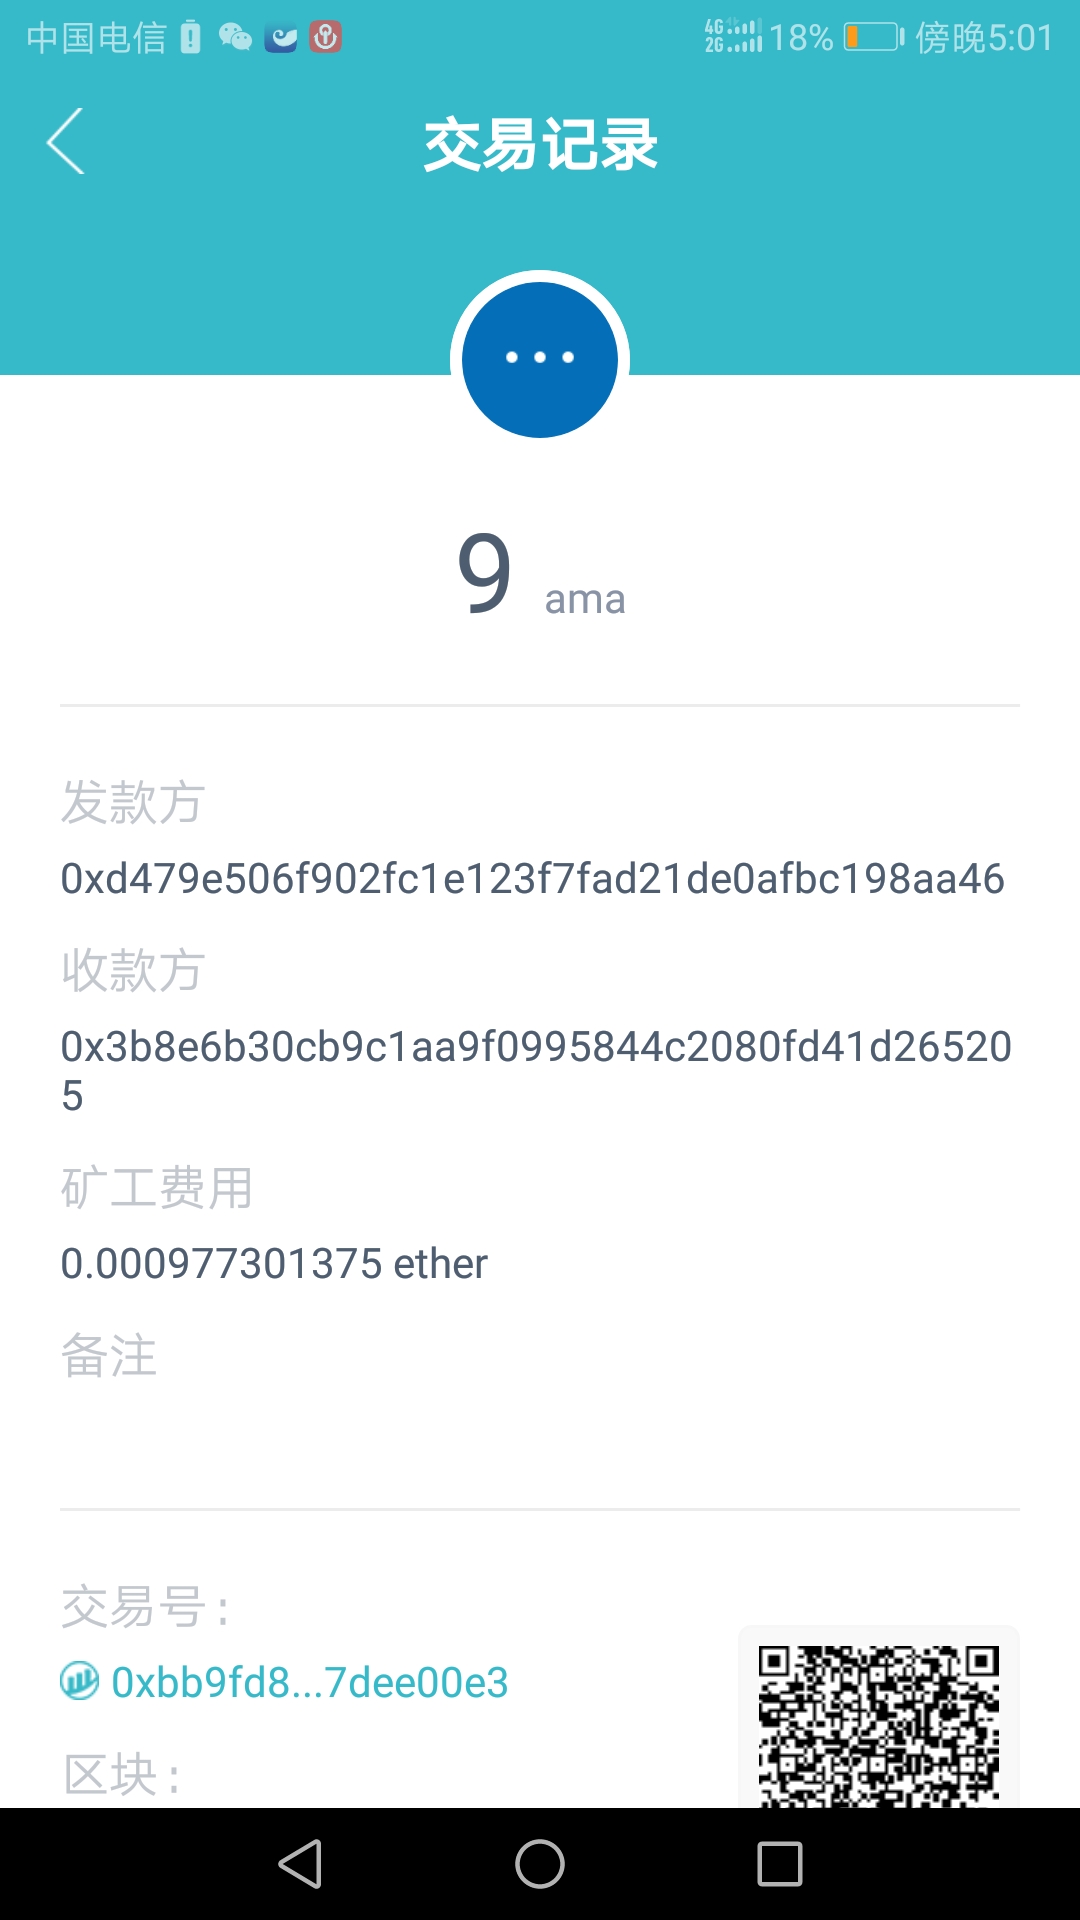 中国电信 4G 2G 18% 傍晚5:01
交易记录
9 ama
发款方
0xd479e506f902fc1e123f7fad21de0afbc198aa46
收款方
0x3b8e6b30cb9c1aa9f0995844c2080fd41d26520
5
矿工费用
0.000977301375 ether
备注
交易号:
0xbb9fd8...7dee00e3
区块: